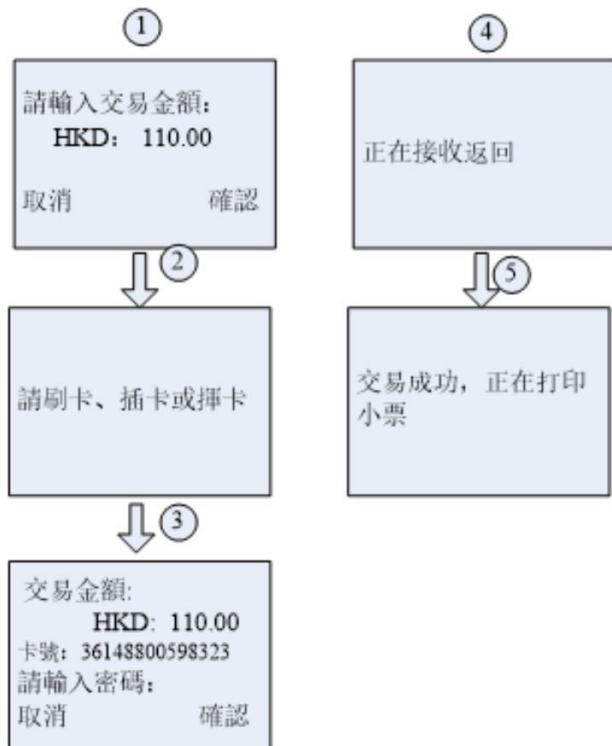 ①
請輸入交易金額：
HKD： 110.00
取消 確認
②
請刷卡、插卡或揮卡
③
交易金額:
HKD: 110.00
卡號：36148800598323
請輸入密碼：
取消 確認
④
正在接收返回
⑤
交易成功，正在打印
小票